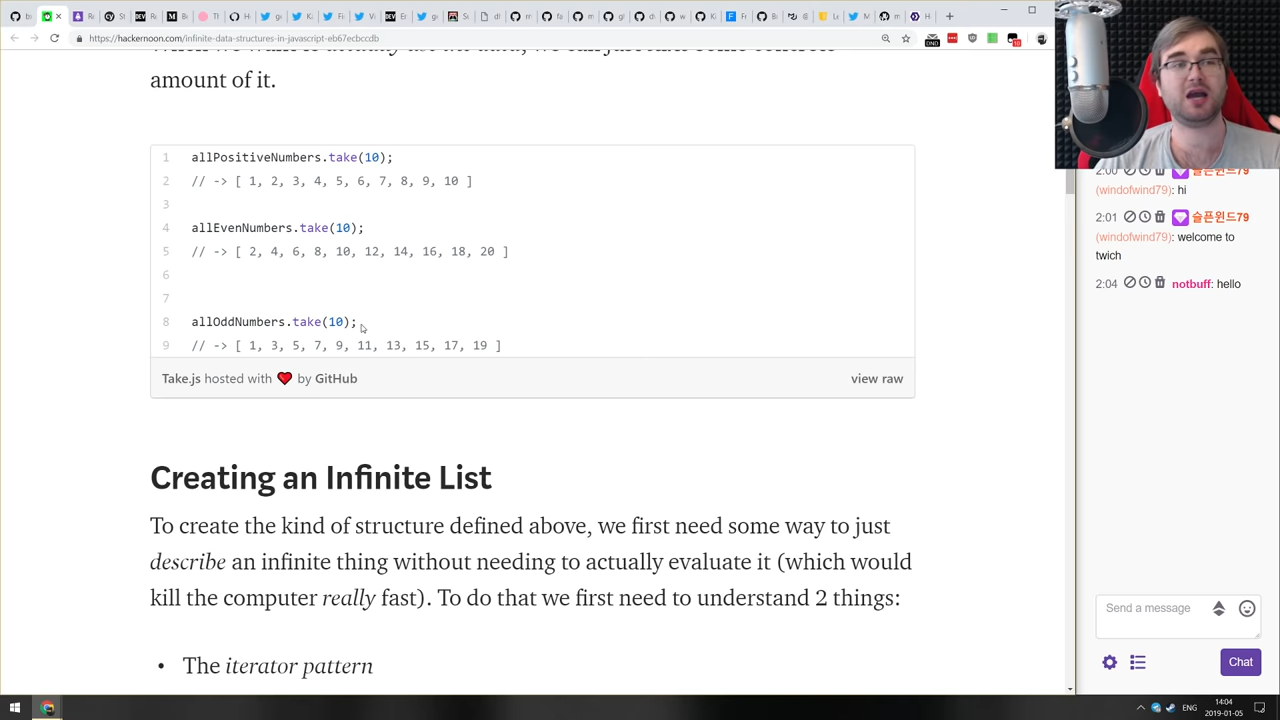 https://hackernoon.com/infinite-data-structures-in-javascript-eb67ecbccdb
amount of it.
1 allPositiveNumbers.take(10);
2 // -> [ 1, 2, 3, 4, 5, 6, 7, 8, 9, 10 ]
3
4 allEvenNumbers.take(10);
5 // -> [ 2, 4, 6, 8, 10, 12, 14, 16, 18, 20 ]
6
7
8 allOddNumbers.take(10);
9 // -> [ 1, 3, 5, 7, 9, 11, 13, 15, 17, 19 ]
Take.js hosted with ❤ by GitHub
view raw
Creating an Infinite List
To create the kind of structure defined above, we first need some way to just
describe an infinite thing without needing to actually evaluate it (which would
kill the computer really fast). To do that we first need to understand 2 things:
• The iterator pattern
2:00 슬픈윈드79
(windofwind79): hi
2:01 슬픈윈드79
(windofwind79): welcome to
twich
2:04 notbuff: hello
Send a message
Chat
ENG
14:04
2019-01-05